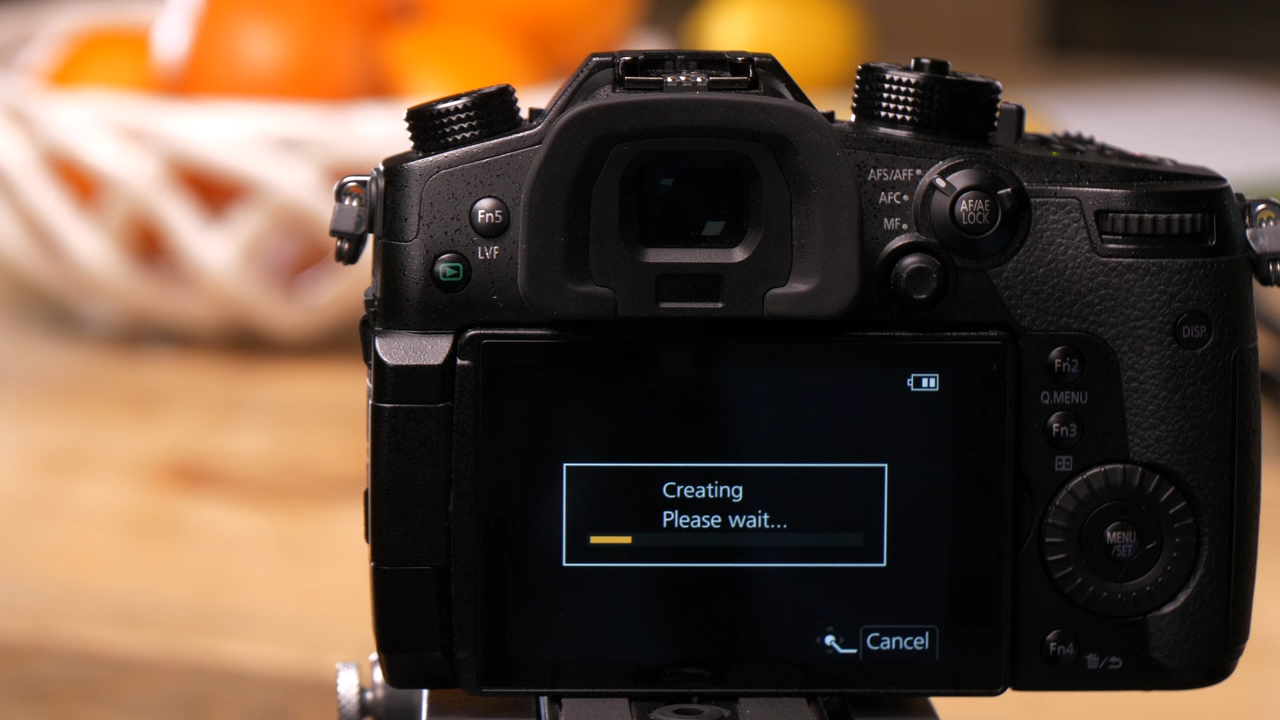 AFS/AFF
AFC
MF
AF/AE
LOCK
Fn5
LVF
DISP.
Fn2
Q.MENU
Fn3
Creating
Please wait...
MENU
/SET
Cancel
Fn4